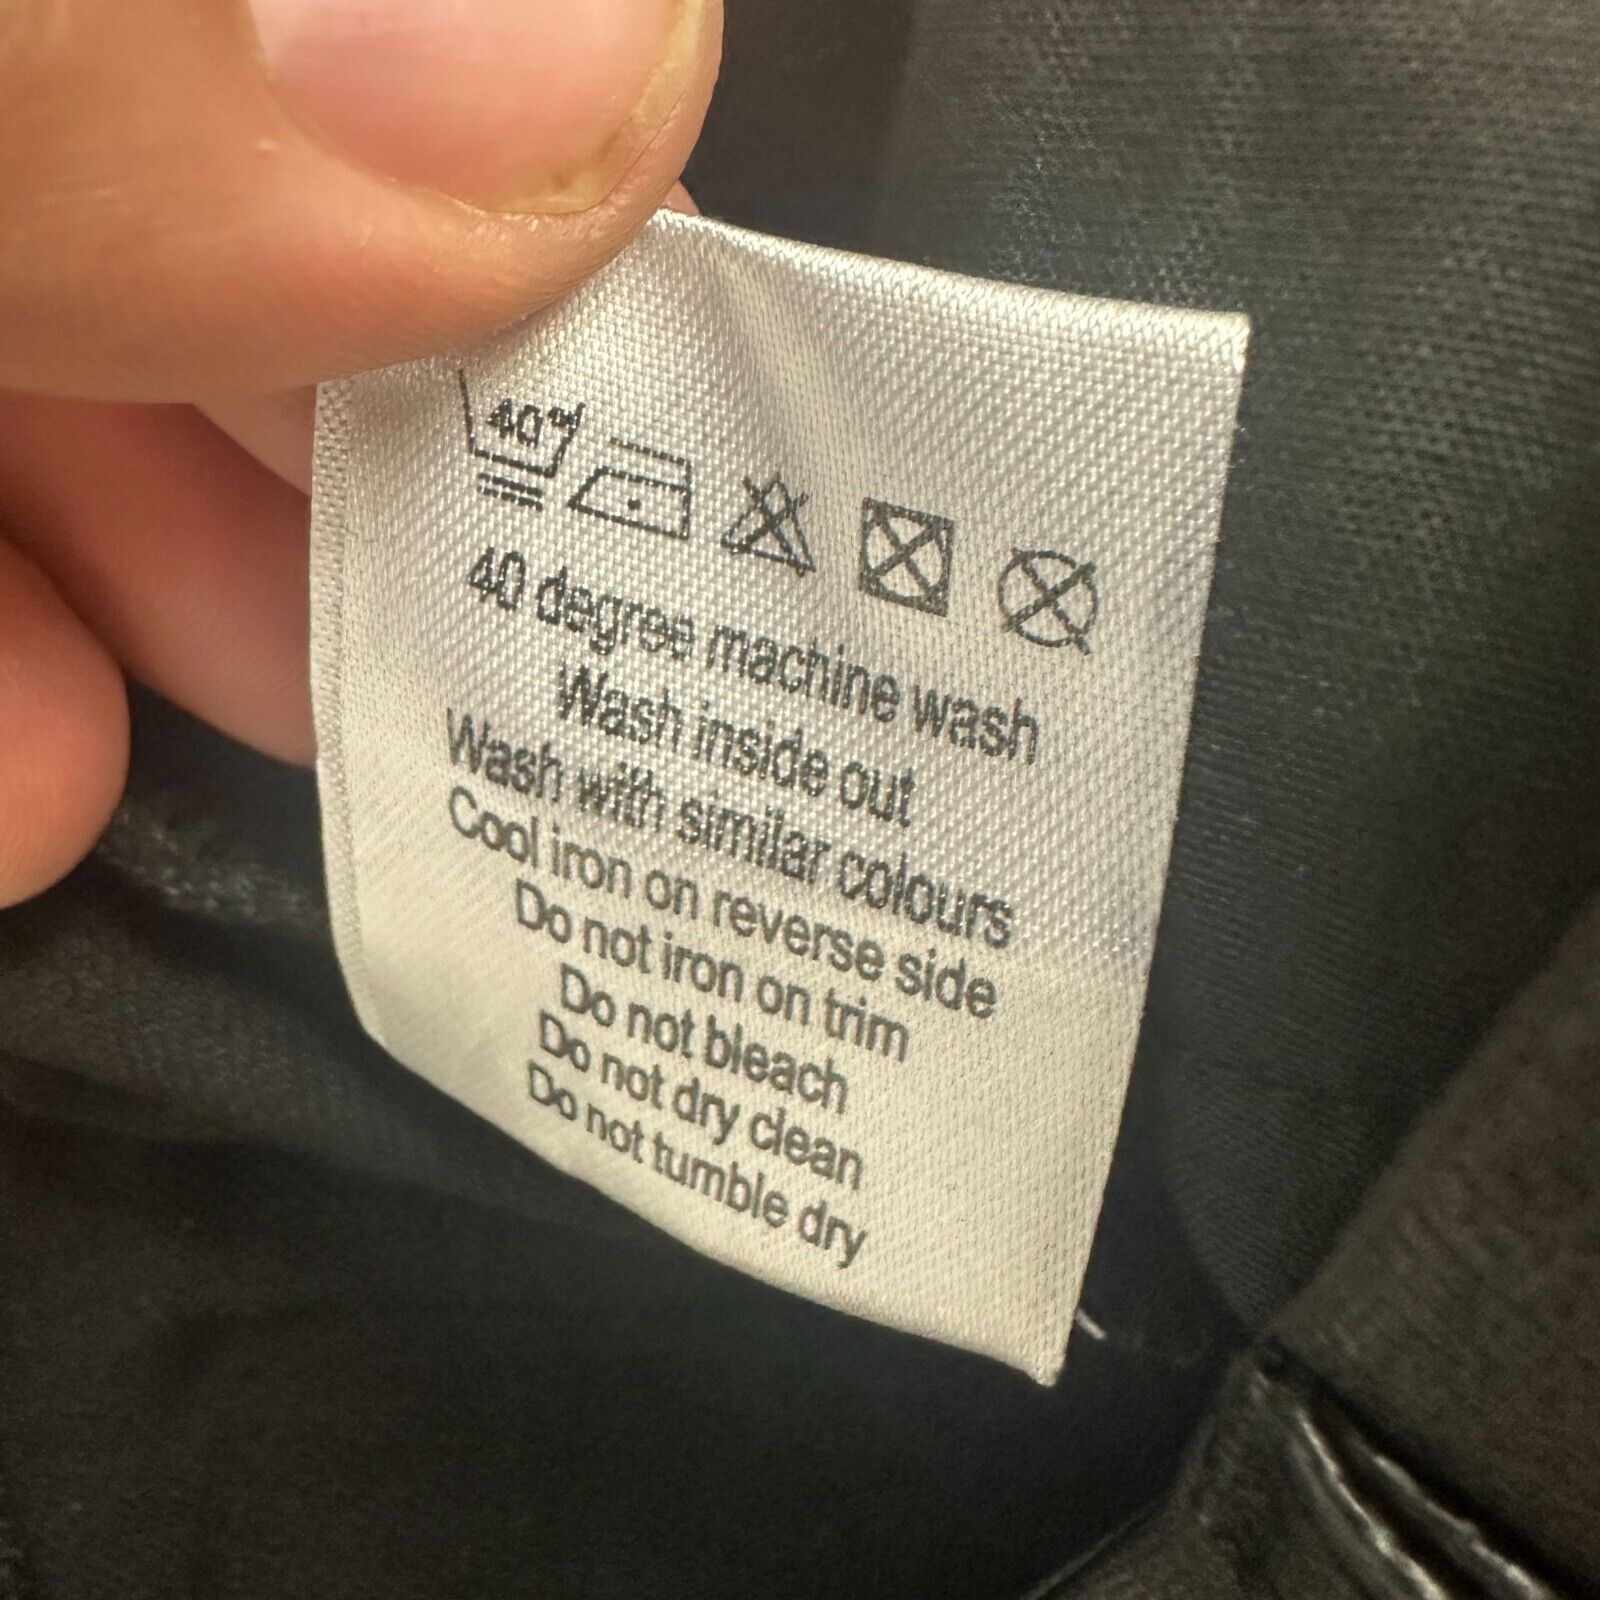 40°
40 degree machine wash
Wash inside out
Wash with similar colours
Cool iron on reverse side
Do not iron on trim
Do not bleach
Do not dry clean
Do not tumble dry